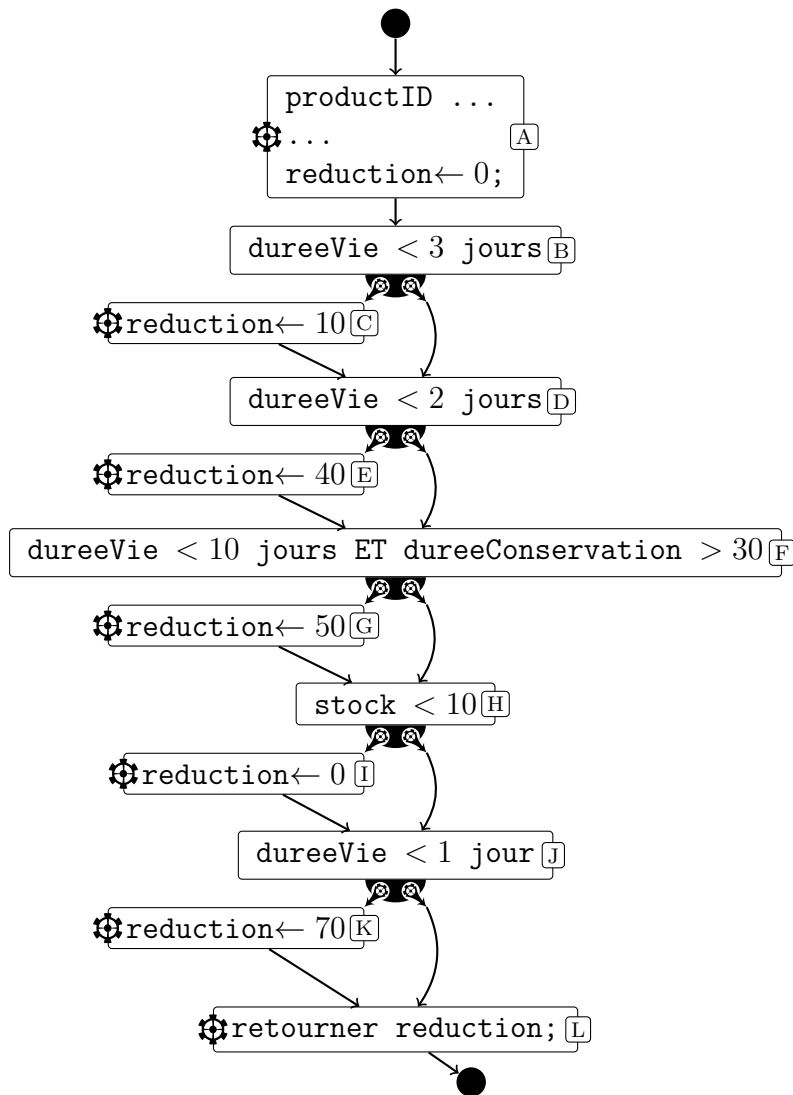 productID ...
... A
reduction← 0;
dureeVie < 3 jours B
reduction← 10 C
dureeVie < 2 jours D
reduction← 40 E
dureeVie < 10 jours ET dureeConservation > 30 F
reduction← 50 G
stock < 10 H
reduction← 0 I
dureeVie < 1 jour J
reduction← 70 K
retourner reduction; L